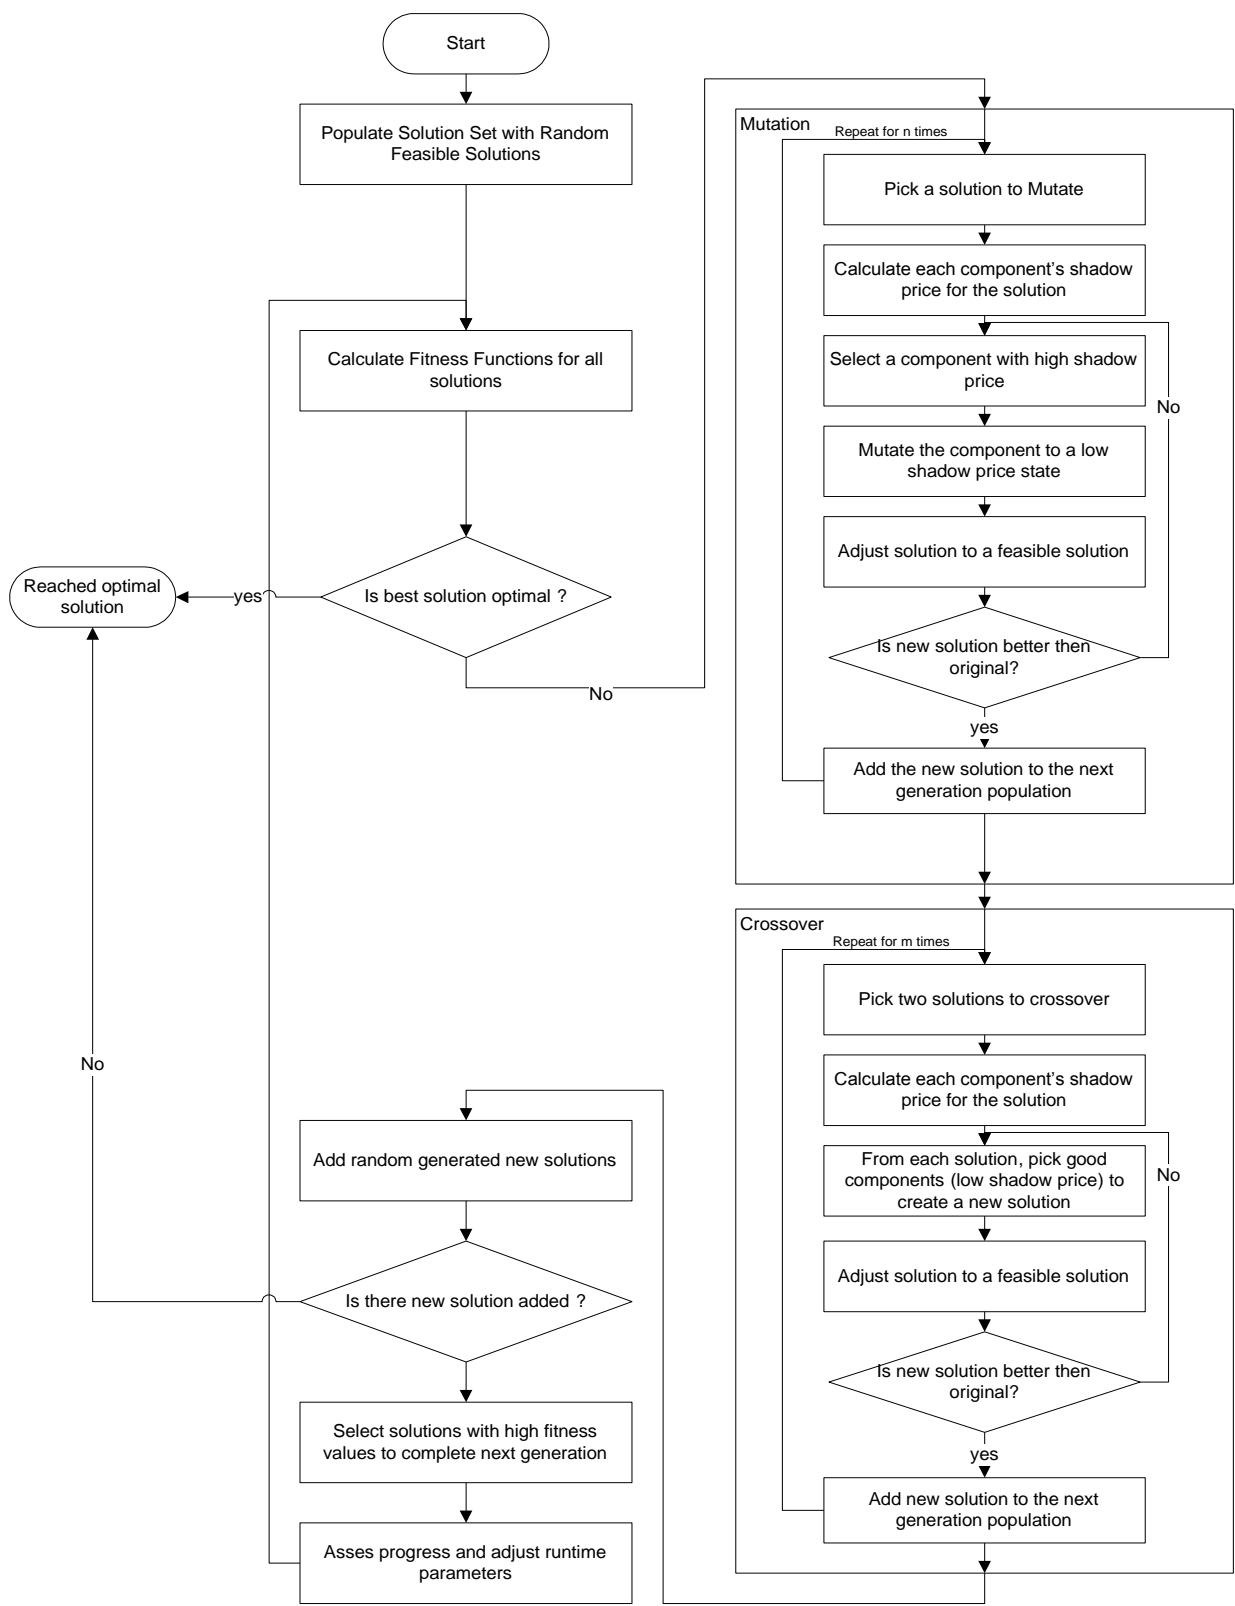 Start
Populate Solution Set with Random
Feasible Solutions
Calculate Fitness Functions for all
solutions
Is best solution optimal ?
yes
Reached optimal
solution
No
Mutation
Repeat for n times
Pick a solution to Mutate
Calculate each component's shadow
price for the solution
Select a component with high shadow
price
No
Mutate the component to a low
shadow price state
Adjust solution to a feasible solution
Is new solution better then
original?
yes
Add the new solution to the next
generation population
Crossover
Repeat for m times
Pick two solutions to crossover
Calculate each component's shadow
price for the solution
From each solution, pick good
components (low shadow price) to
create a new solution
No
Adjust solution to a feasible solution
Is new solution better then
original?
yes
Add new solution to the next
generation population
Add random generated new solutions
Is there new solution added ?
No
Select solutions with high fitness
values to complete next generation
Asses progress and adjust runtime
parameters